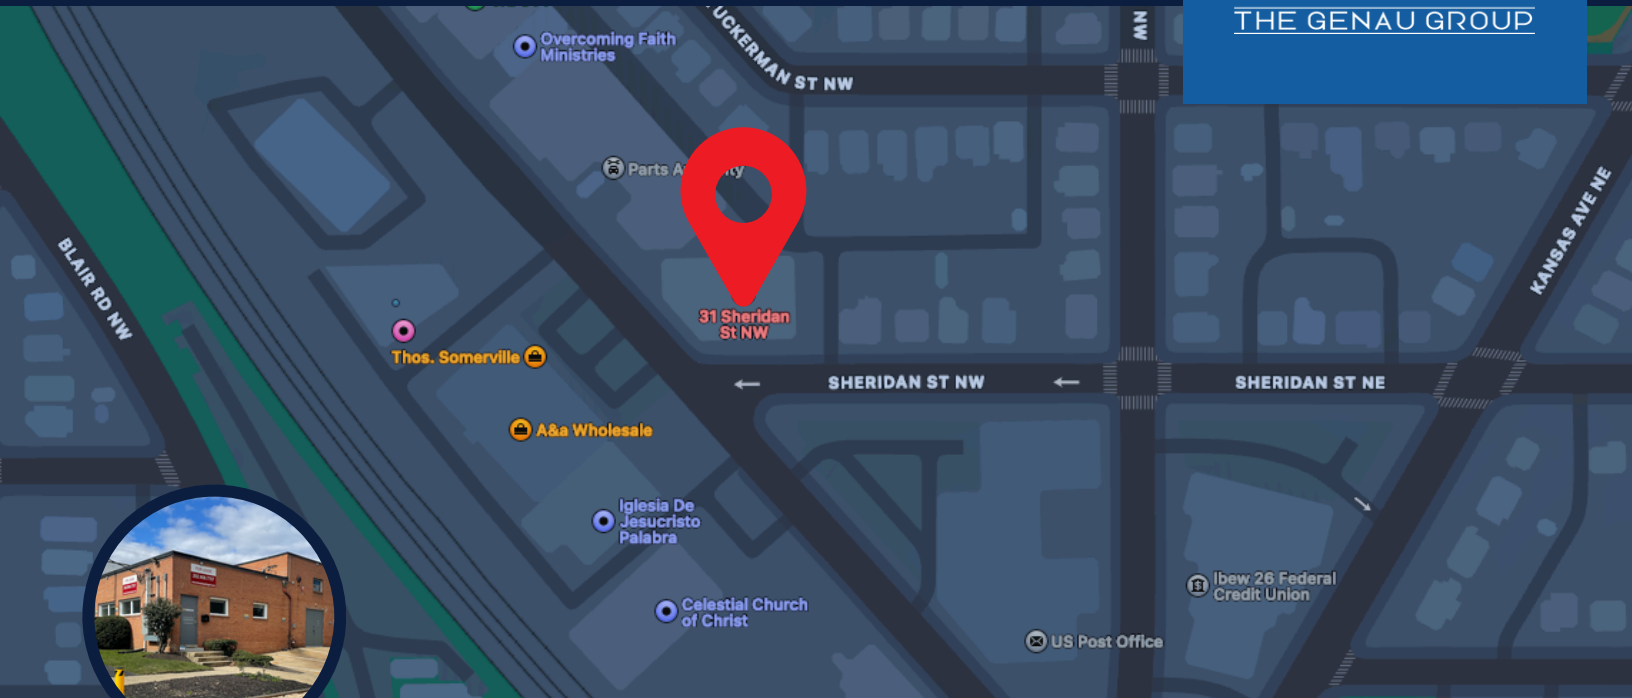 THE GENAU GROUP
Overcoming Faith
Ministries
TUCKERMAN ST NW
NW
Parts
31 Sheridan
St NW
BLAIR RD NW
KANSAS AVE NE
Thos. Somerville
SHERIDAN ST NW
SHERIDAN ST NE
A&a Wholesale
Iglesia De
Jesucristo
Palabra
Ibew 26 Federal
Credit Union
Celestial Church
of Christ
US Post Office